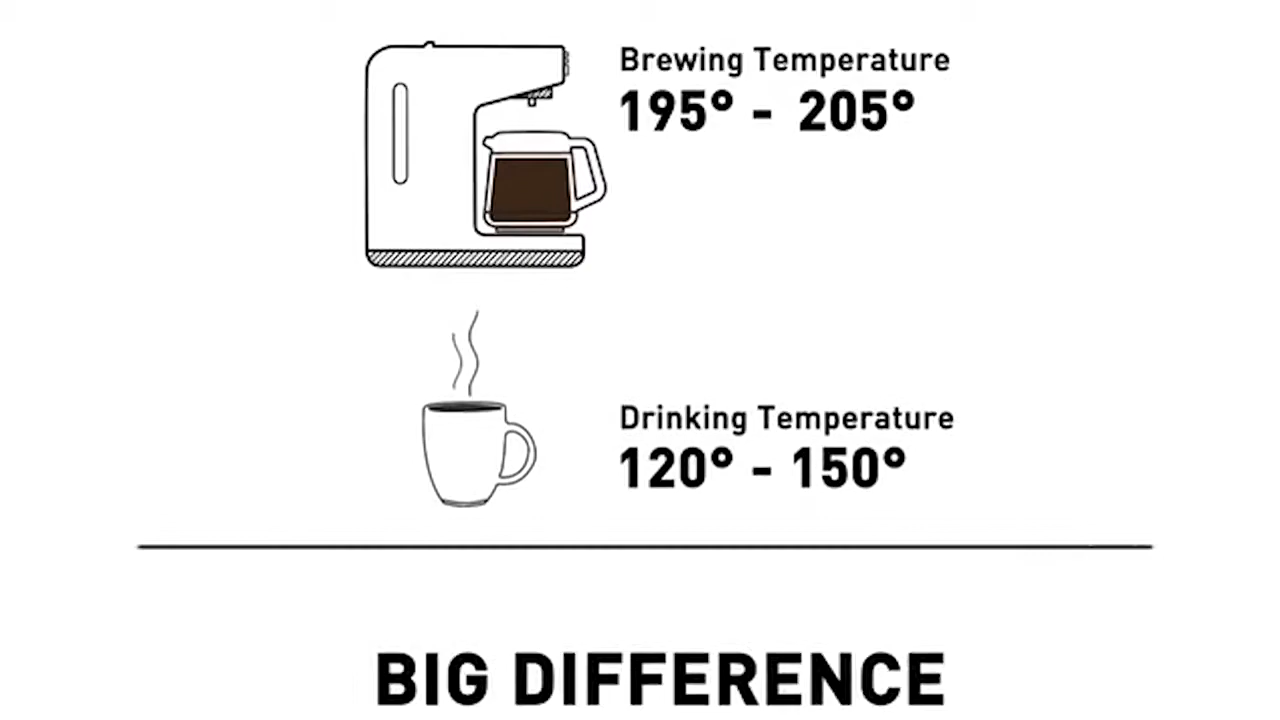 Brewing Temperature
195° - 205°
Drinking Temperature
120° - 150°
BIG DIFFERENCE